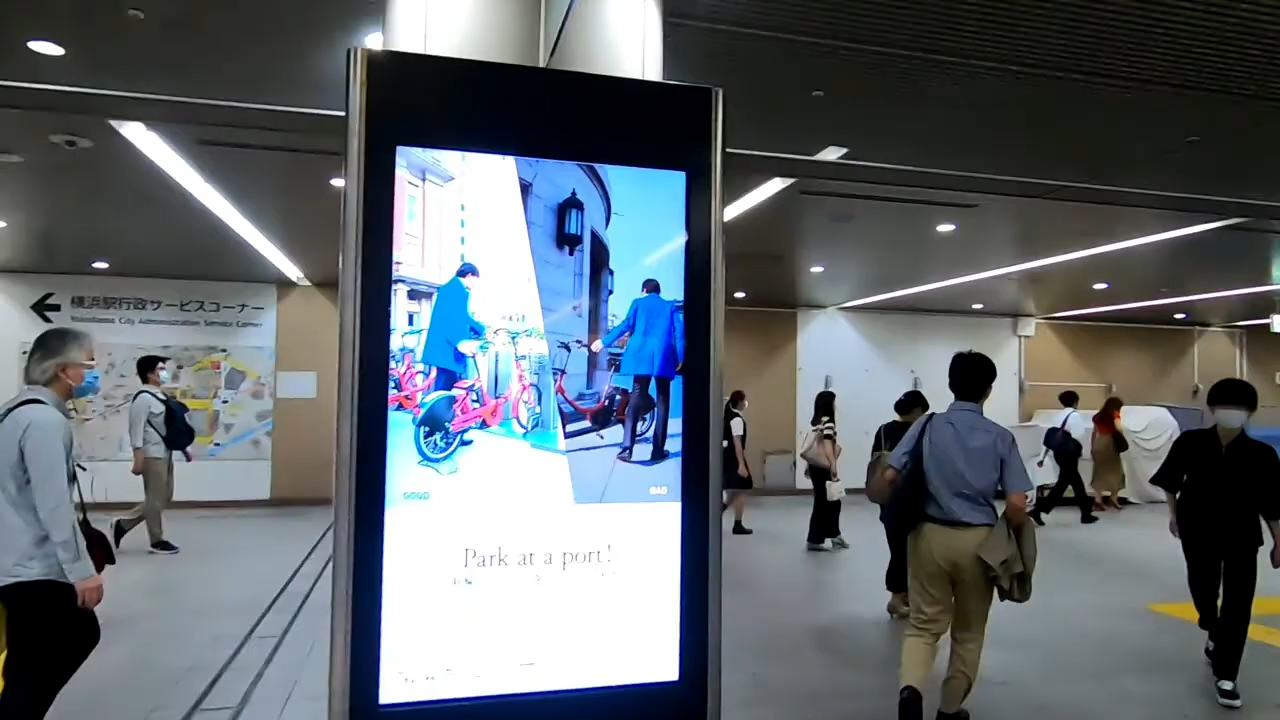 横浜駅行政サービスコーナー
Yokohama City Administration Service Corner
GOOD
BAD
Park at a port!